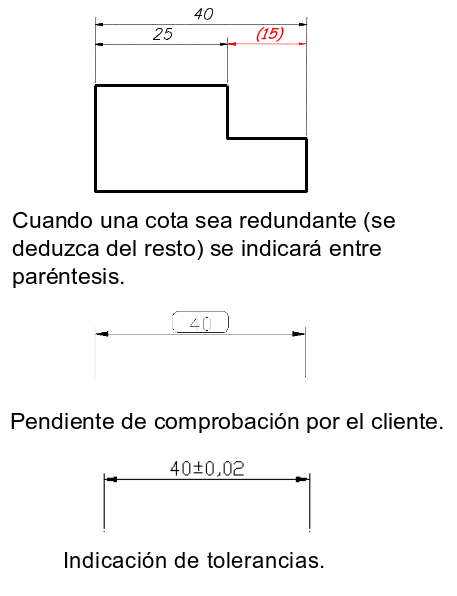 40
25
(15)
Cuando una cota sea redundante (se
deduzca del resto) se indicará entre
paréntesis.
40
Pendiente de comprobación por el cliente.
40±0,02
Indicación de tolerancias.